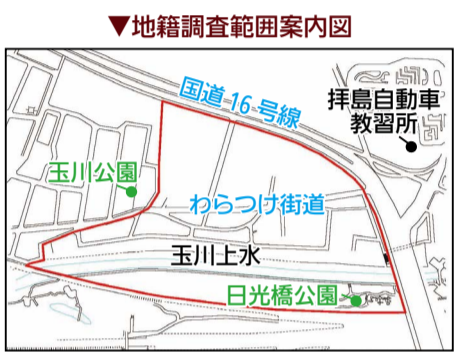 ▼地籍調査範囲案内図
国道16号線
拝島自動車
教習所
玉川公園
わらつけ街道
玉川上水
日光橋公園